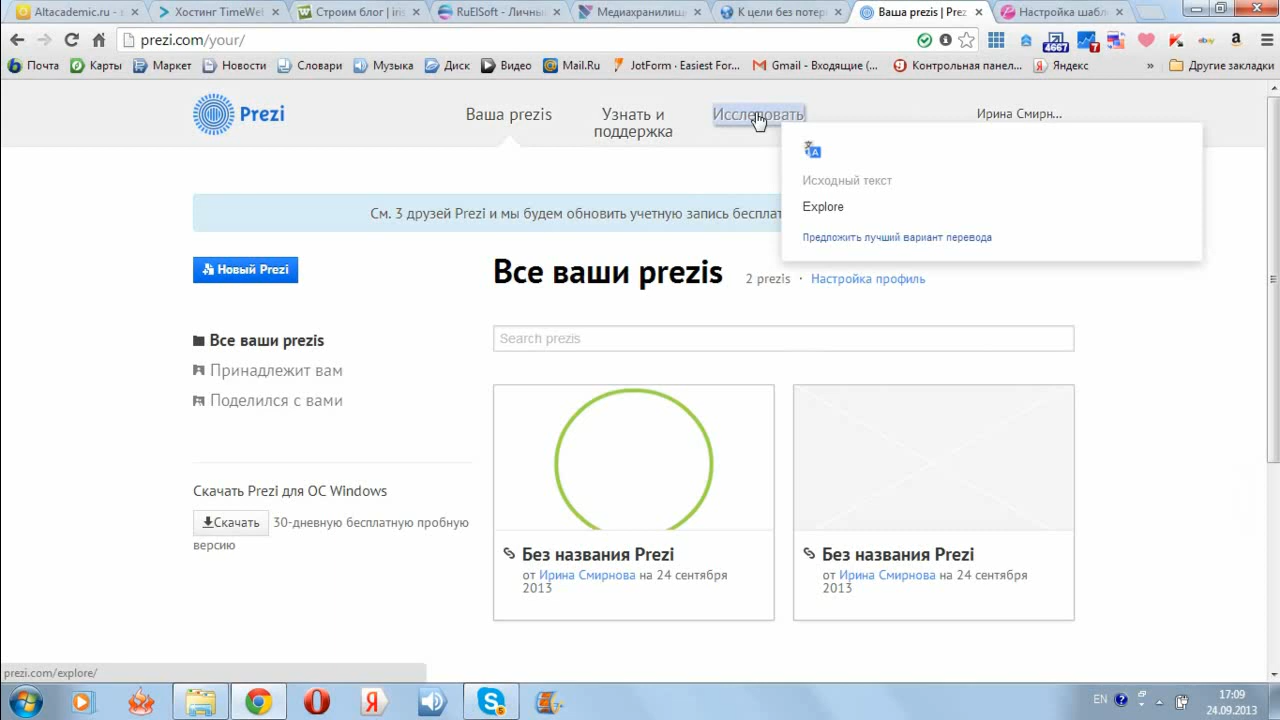 Altacademic.ru -
Хостинг TimeWeb
Строим блог | iri
RuElSoft - Личны
Медиахранилищ
К цели без потер
Ваша prezis | Prez
Настройка шабл
prezi.com/your/
4667
7
ebay
a
Почта
Карты
Маркет
Новости
Словари
Музыка
Диск
Видео
Mail.Ru
JotForm · Easiest For...
Gmail - Входящие (...
Контрольная панель...
Яндекс
»
Другие закладки
Prezi
Ваша prezis
Узнать и
поддержка
Исследовать
Ирина Смирн...
Исходный текст
Explore
Предложить лучший вариант перевода
См. 3 друзей Prezi и мы будем обновить учетную запись бесплат
Новый Prezi
Все ваши prezis
2 prezis · Настройка профиль
Search prezis
Все ваши prezis
Принадлежит вам
Поделился с вами
Скачать Prezi для ОС Windows
Скачать 30-дневную бесплатную пробную
версию
Без названия Prezi
от Ирина Смирнова на 24 сентября
2013
Без названия Prezi
от Ирина Смирнова на 24 сентября
2013
prezi.com/explore/
EN
17:09
24.09.2013